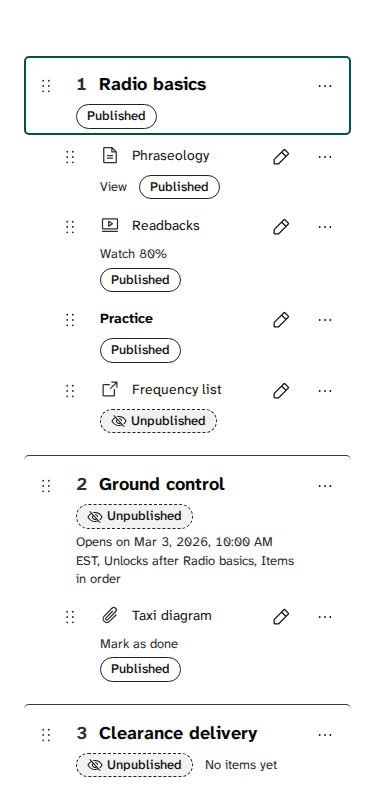 1 Radio basics
Published
Phraseology
View Published
Readbacks
Watch 80%
Published
Practice
Published
Frequency list
Unpublished
2 Ground control
Unpublished
Opens on Mar 3, 2026, 10:00 AM
EST, Unlocks after Radio basics, Items
in order
Taxi diagram
Mark as done
Published
3 Clearance delivery
Unpublished No items yet